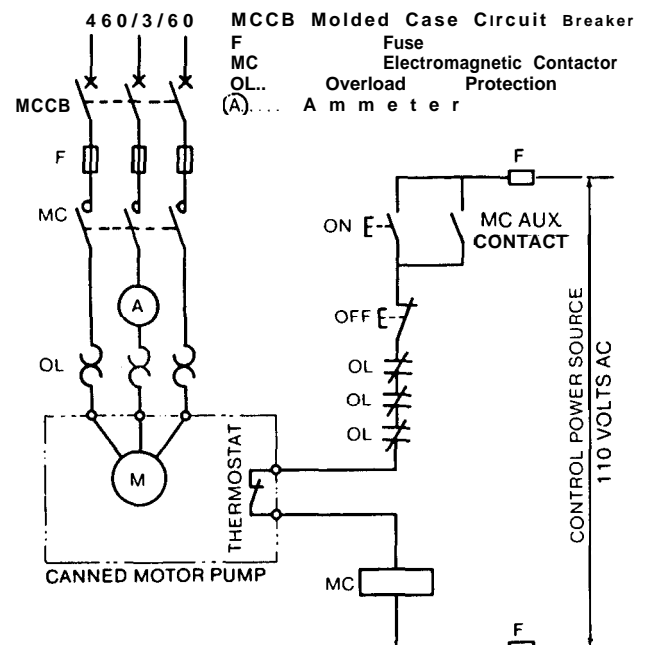 460/3/60
MCCB Molded Case Circuit Breaker
F Fuse
MC Electromagnetic Contactor
OL.. Overload Protection
(A)..... Ammeter
MCCB
F
F
MC
ON
MC AUX.
CONTACT
A
OFF
OL
OL
OL
OL
CONTROL POWER SOURCE
110 VOLTS AC
M
THERMOSTAT
CANNED MOTOR PUMP
MC
F